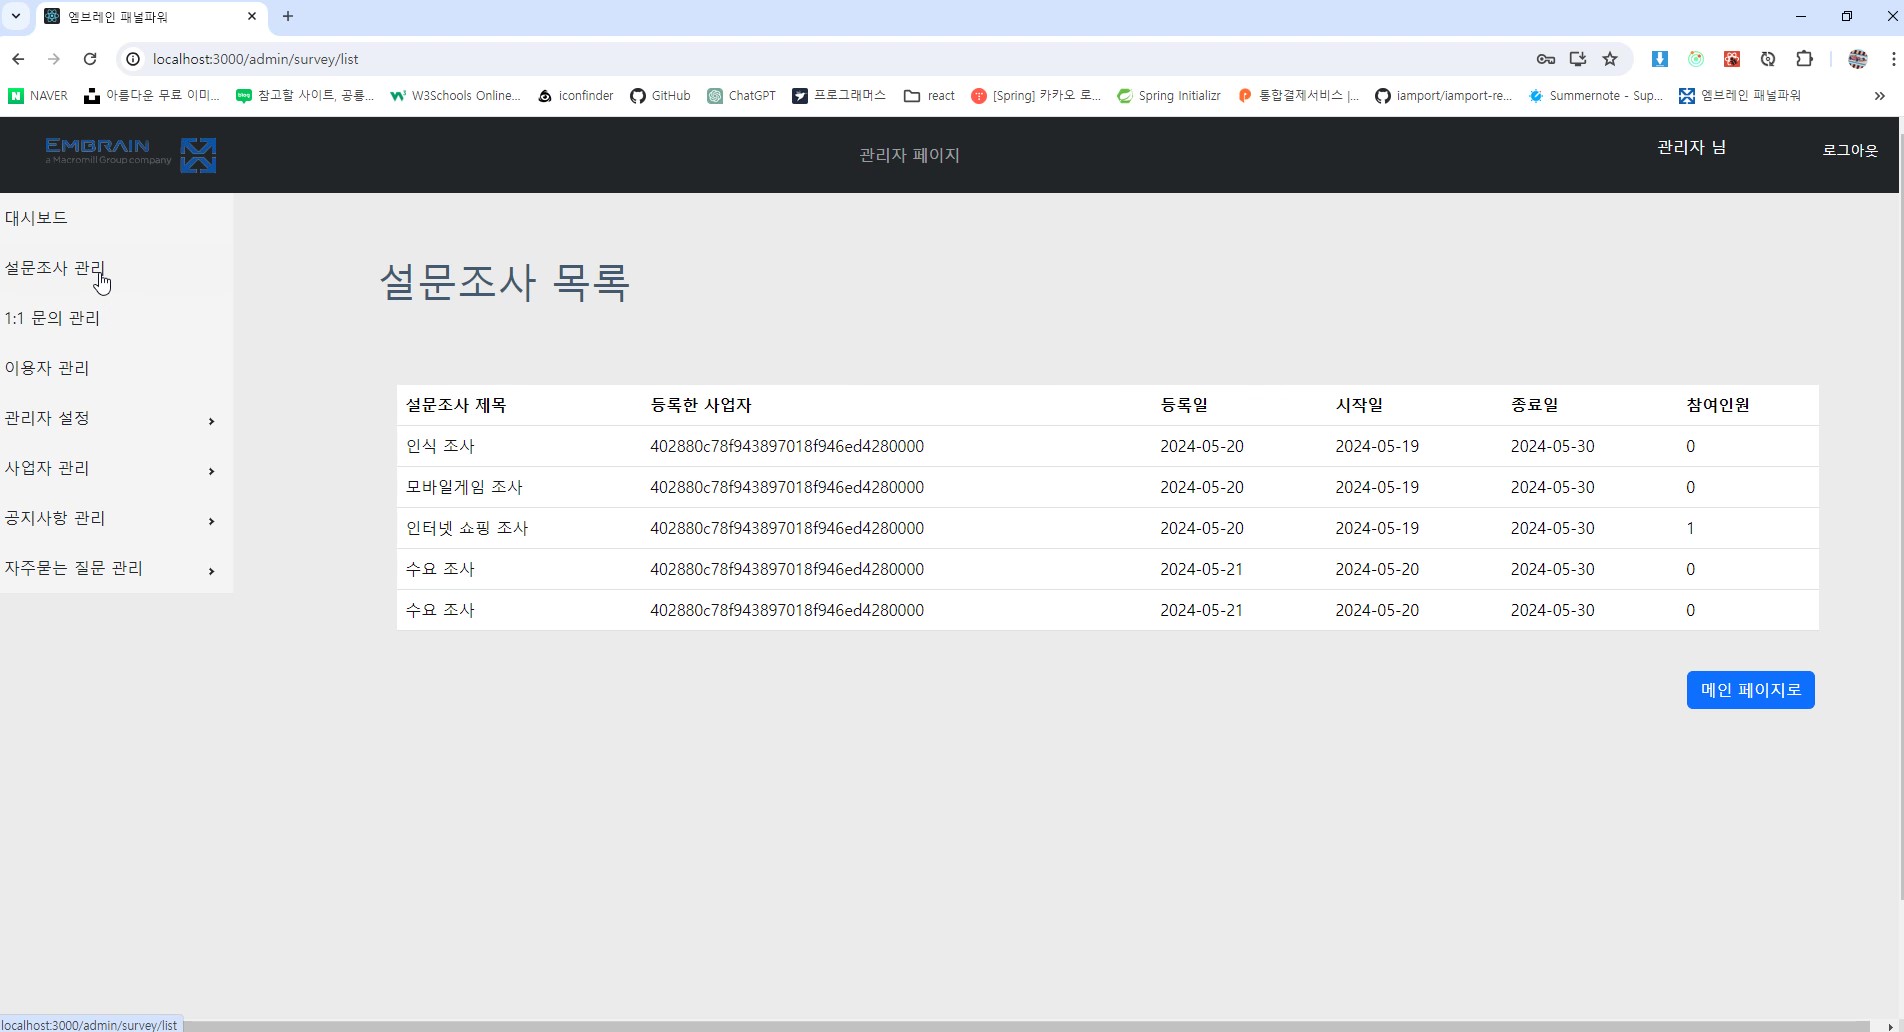 엠브레인 패널파워
localhost:3000/admin/survey/list
NAVER 아름다운 무료 이미... 참고할 사이트, 공룡... W3Schools Online... iconfinder GitHub ChatGPT 프로그래머스 react [Spring] 카카오 로... Spring Initializr 통합결제서비스 |... iamport/iamport-re... Summernote - Sup... 엠브레인 패널파워
EMBRAIN
a Macromill Group company
관리자 페이지
관리자 님
로그아웃
대시보드
설문조사 관리
1:1 문의 관리
이용자 관리
관리자 설정
사업자 관리
공지사항 관리
자주묻는 질문 관리
설문조사 목록
설문조사 제목 등록한 사업자 등록일 시작일 종료일 참여인원
인식 조사 402880c78f943897018f946ed4280000 2024-05-20 2024-05-19 2024-05-30 0
모바일게임 조사 402880c78f943897018f946ed4280000 2024-05-20 2024-05-19 2024-05-30 0
인터넷 쇼핑 조사 402880c78f943897018f946ed4280000 2024-05-20 2024-05-19 2024-05-30 1
수요 조사 402880c78f943897018f946ed4280000 2024-05-21 2024-05-20 2024-05-30 0
수요 조사 402880c78f943897018f946ed4280000 2024-05-21 2024-05-20 2024-05-30 0
메인 페이지로
localhost:3000/admin/survey/list